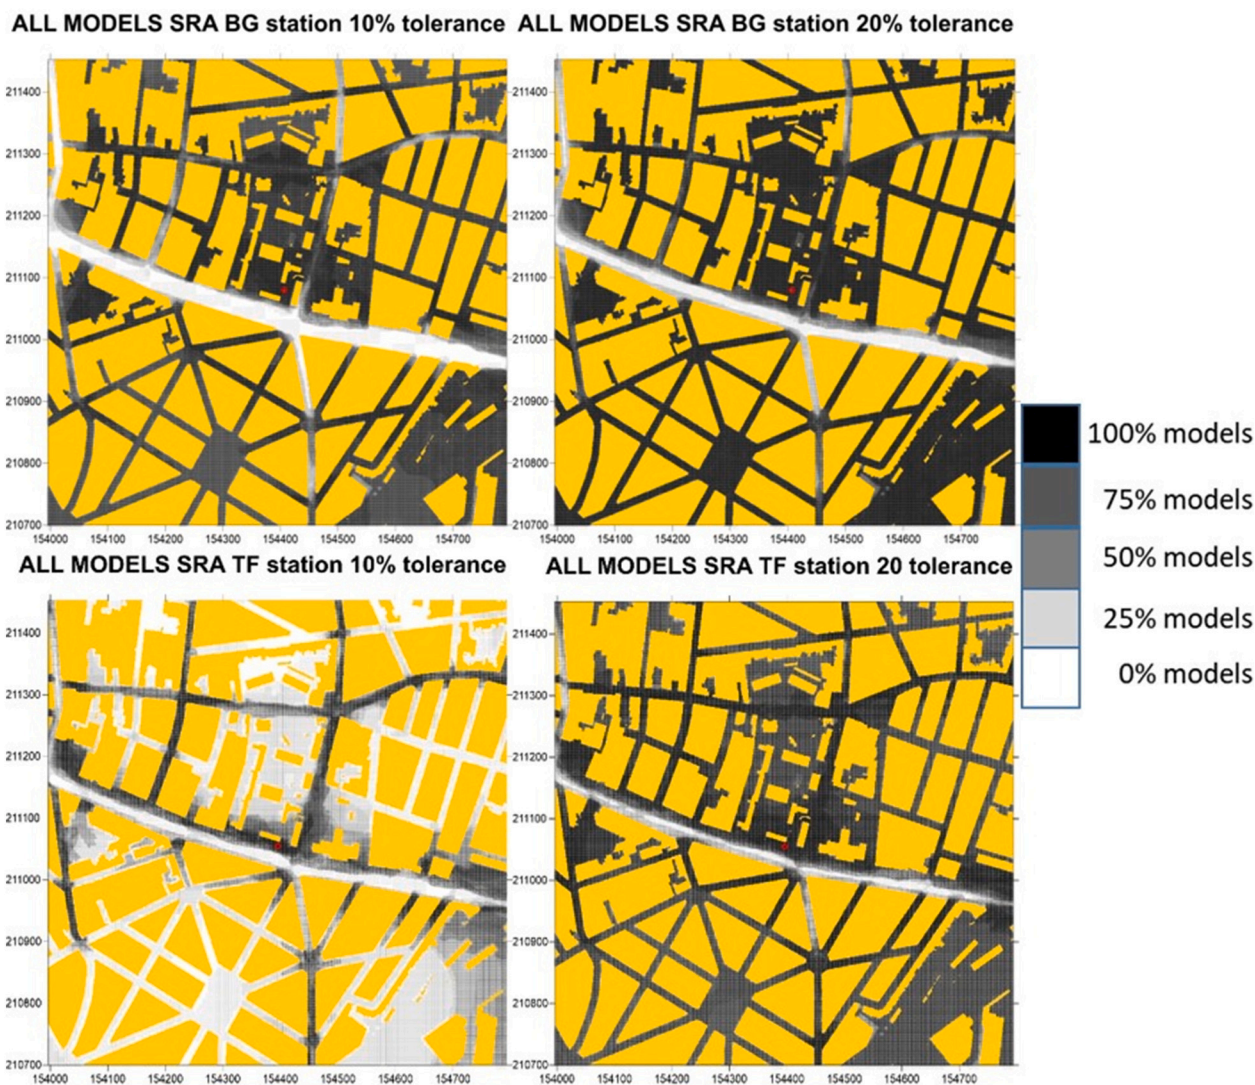 ALL MODELS SRA BG station 10% tolerance
ALL MODELS SRA BG station 20% tolerance
211400
211300
211200
211100
211000
210900
210800
210700
154000 154100 154200 154300 154400 154500 154600 154700
211400
211300
211200
211100
211000
210900
210800
210700
154000 154100 154200 154300 154400 154500 154600 154700
100% models
75% models
50% models
25% models
0% models
ALL MODELS SRA TF station 10% tolerance
ALL MODELS SRA TF station 20 tolerance
211400
211300
211200
211100
211000
210900
210800
210700
154000 154100 154200 154300 154400 154500 154600 154700
211400
211300
211200
211100
211000
210900
210800
210700
154000 154100 154200 154300 154400 154500 154600 154700